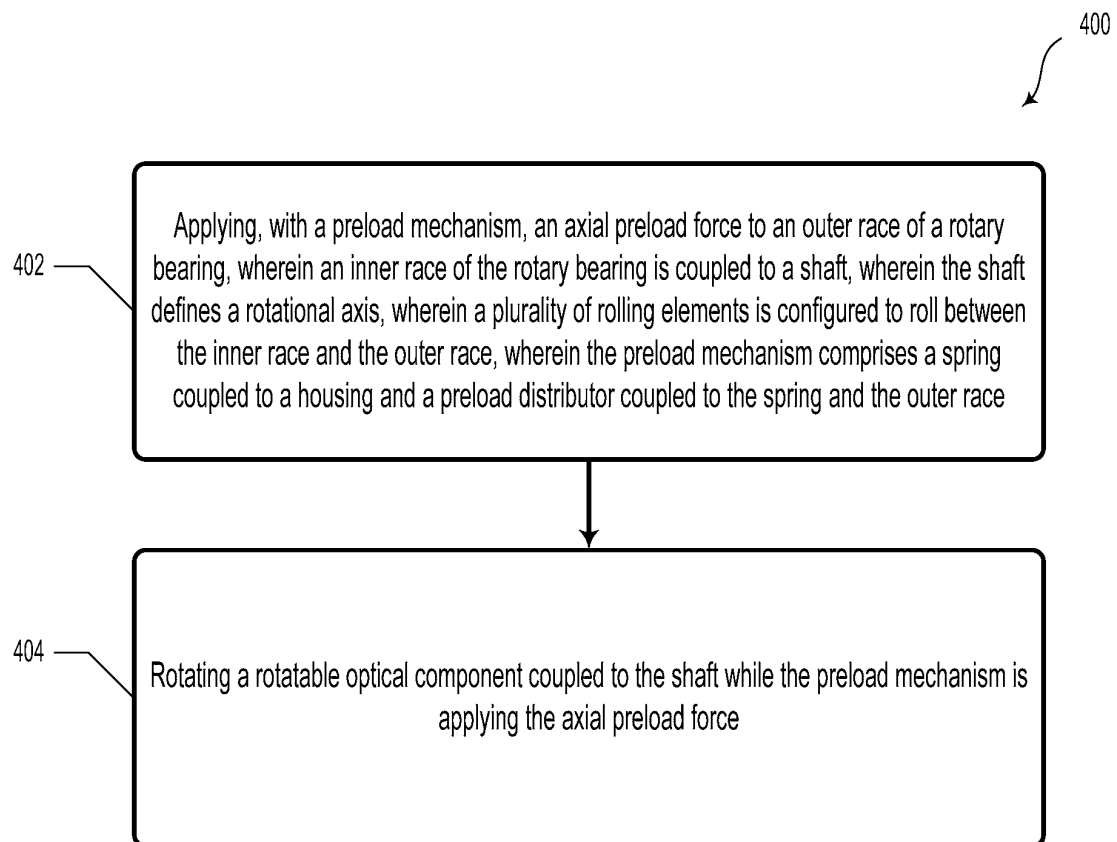 400
402
Applying, with a preload mechanism, an axial preload force to an outer race of a rotary
bearing, wherein an inner race of the rotary bearing is coupled to a shaft, wherein the shaft
defines a rotational axis, wherein a plurality of rolling elements is configured to roll between
the inner race and the outer race, wherein the preload mechanism comprises a spring
coupled to a housing and a preload distributor coupled to the spring and the outer race
404
Rotating a rotatable optical component coupled to the shaft while the preload mechanism is
applying the axial preload force